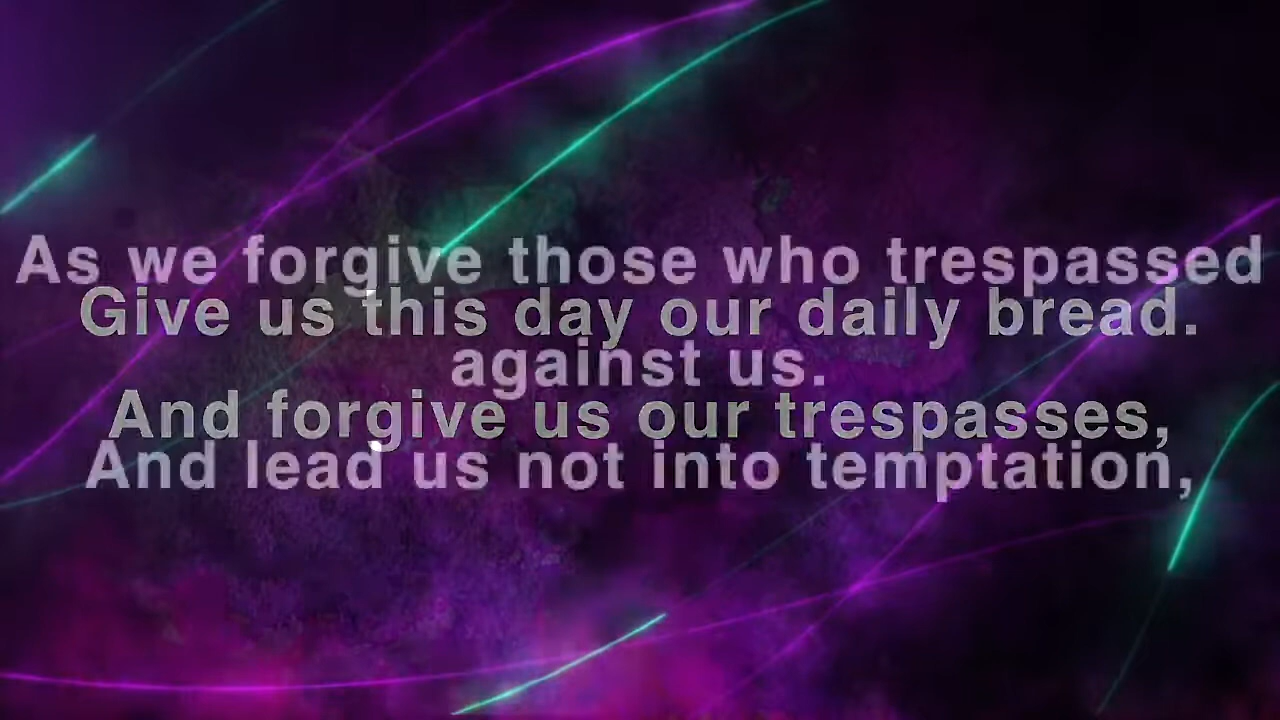 As we forgive those who trespassed
Give us this day our daily bread.
against us.
And forgive us our trespasses,
And lead us not into temptation,